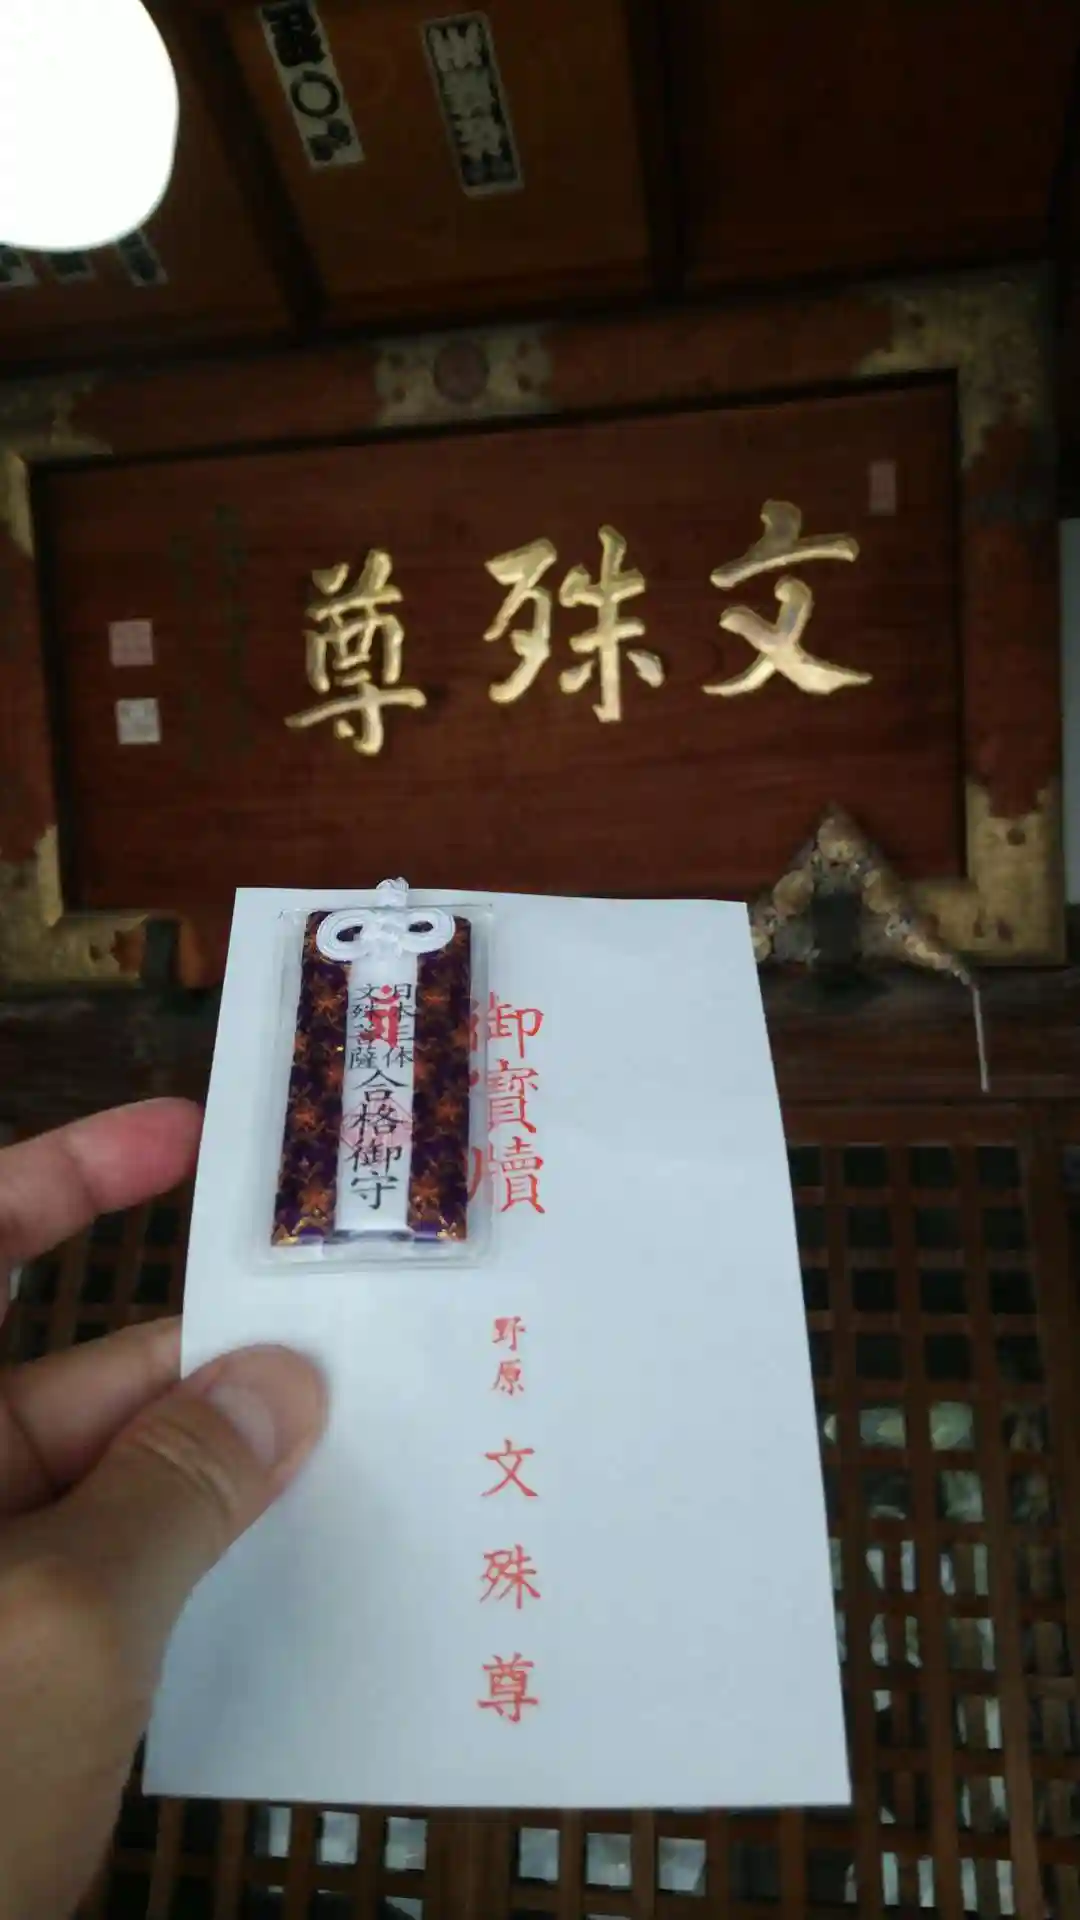 文殊尊
日本三体
文殊菩薩
合格御守
御寶牘
野原
文殊尊